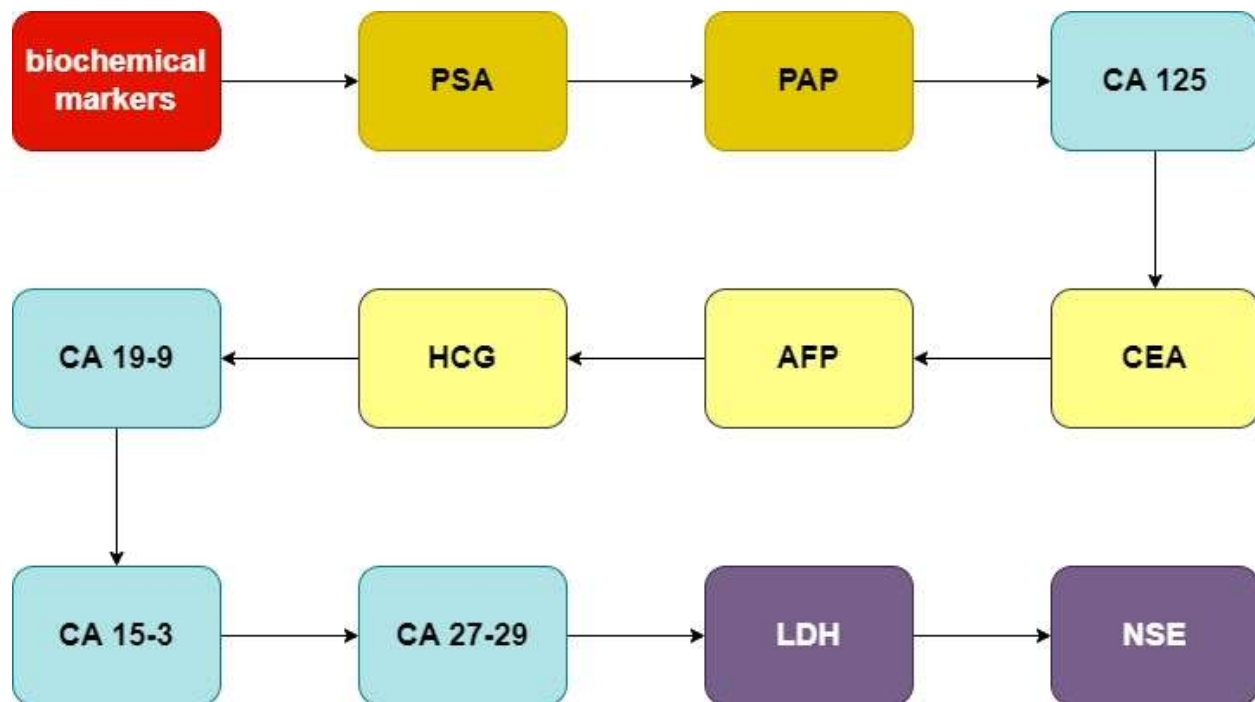 biochemical
markers
PSA
PAP
CA 125
CEA
AFP
HCG
CA 19-9
CA 15-3
CA 27-29
LDH
NSE